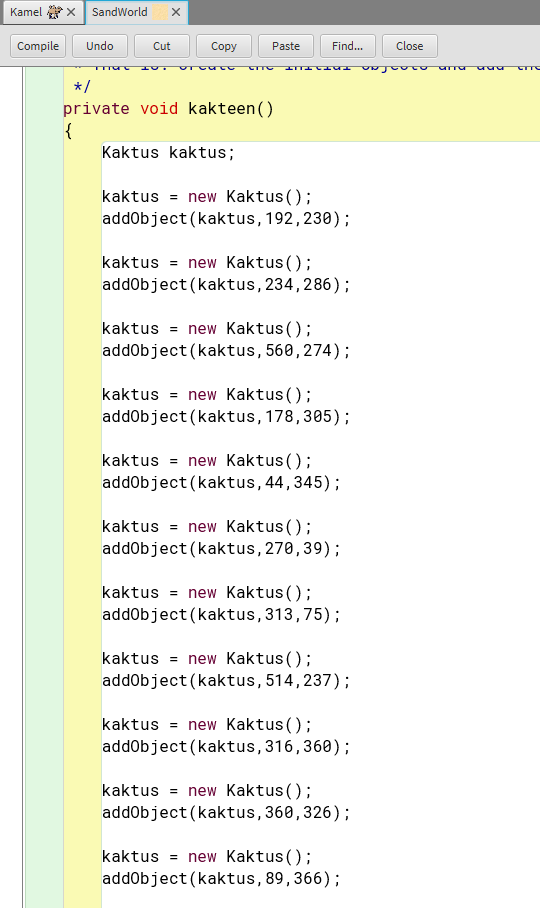 Kamel
SandWorld
Compile Undo Cut Copy Paste Find... Close
* That is: create the initial objects and add the
*/
private void kakteen()
{
Kaktus kaktus;
kaktus = new Kaktus();
addObject(kaktus,192,230);
kaktus = new Kaktus();
addObject(kaktus,234,286);
kaktus = new Kaktus();
addObject(kaktus,560,274);
kaktus = new Kaktus();
addObject(kaktus,178,305);
kaktus = new Kaktus();
addObject(kaktus,44,345);
kaktus = new Kaktus();
addObject(kaktus,270,39);
kaktus = new Kaktus();
addObject(kaktus,313,75);
kaktus = new Kaktus();
addObject(kaktus,514,237);
kaktus = new Kaktus();
addObject(kaktus,316,360);
kaktus = new Kaktus();
addObject(kaktus,360,326);
kaktus = new Kaktus();
addObject(kaktus,89,366);